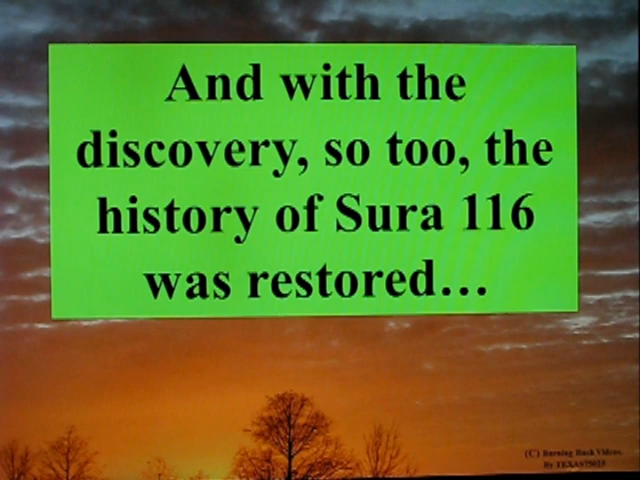 And with the
discovery, so too, the
history of Sura 116
was restored…
(C) Burning Bush Videos.
By TEXAS75025